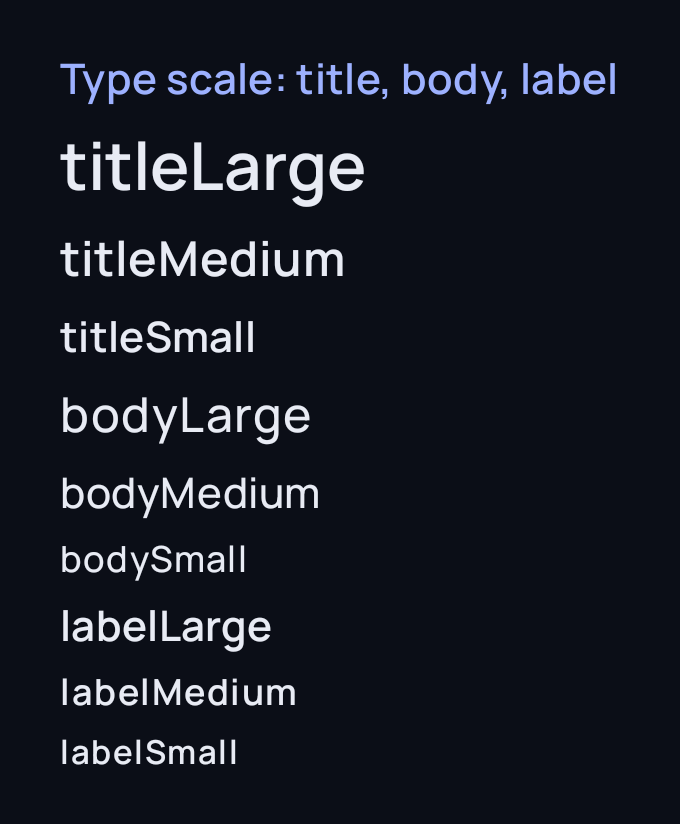 Type scale: title, body, label
titleLarge
titleMedium
titleSmall
bodyLarge
bodyMedium
bodySmall
labelLarge
labelMedium
labelSmall